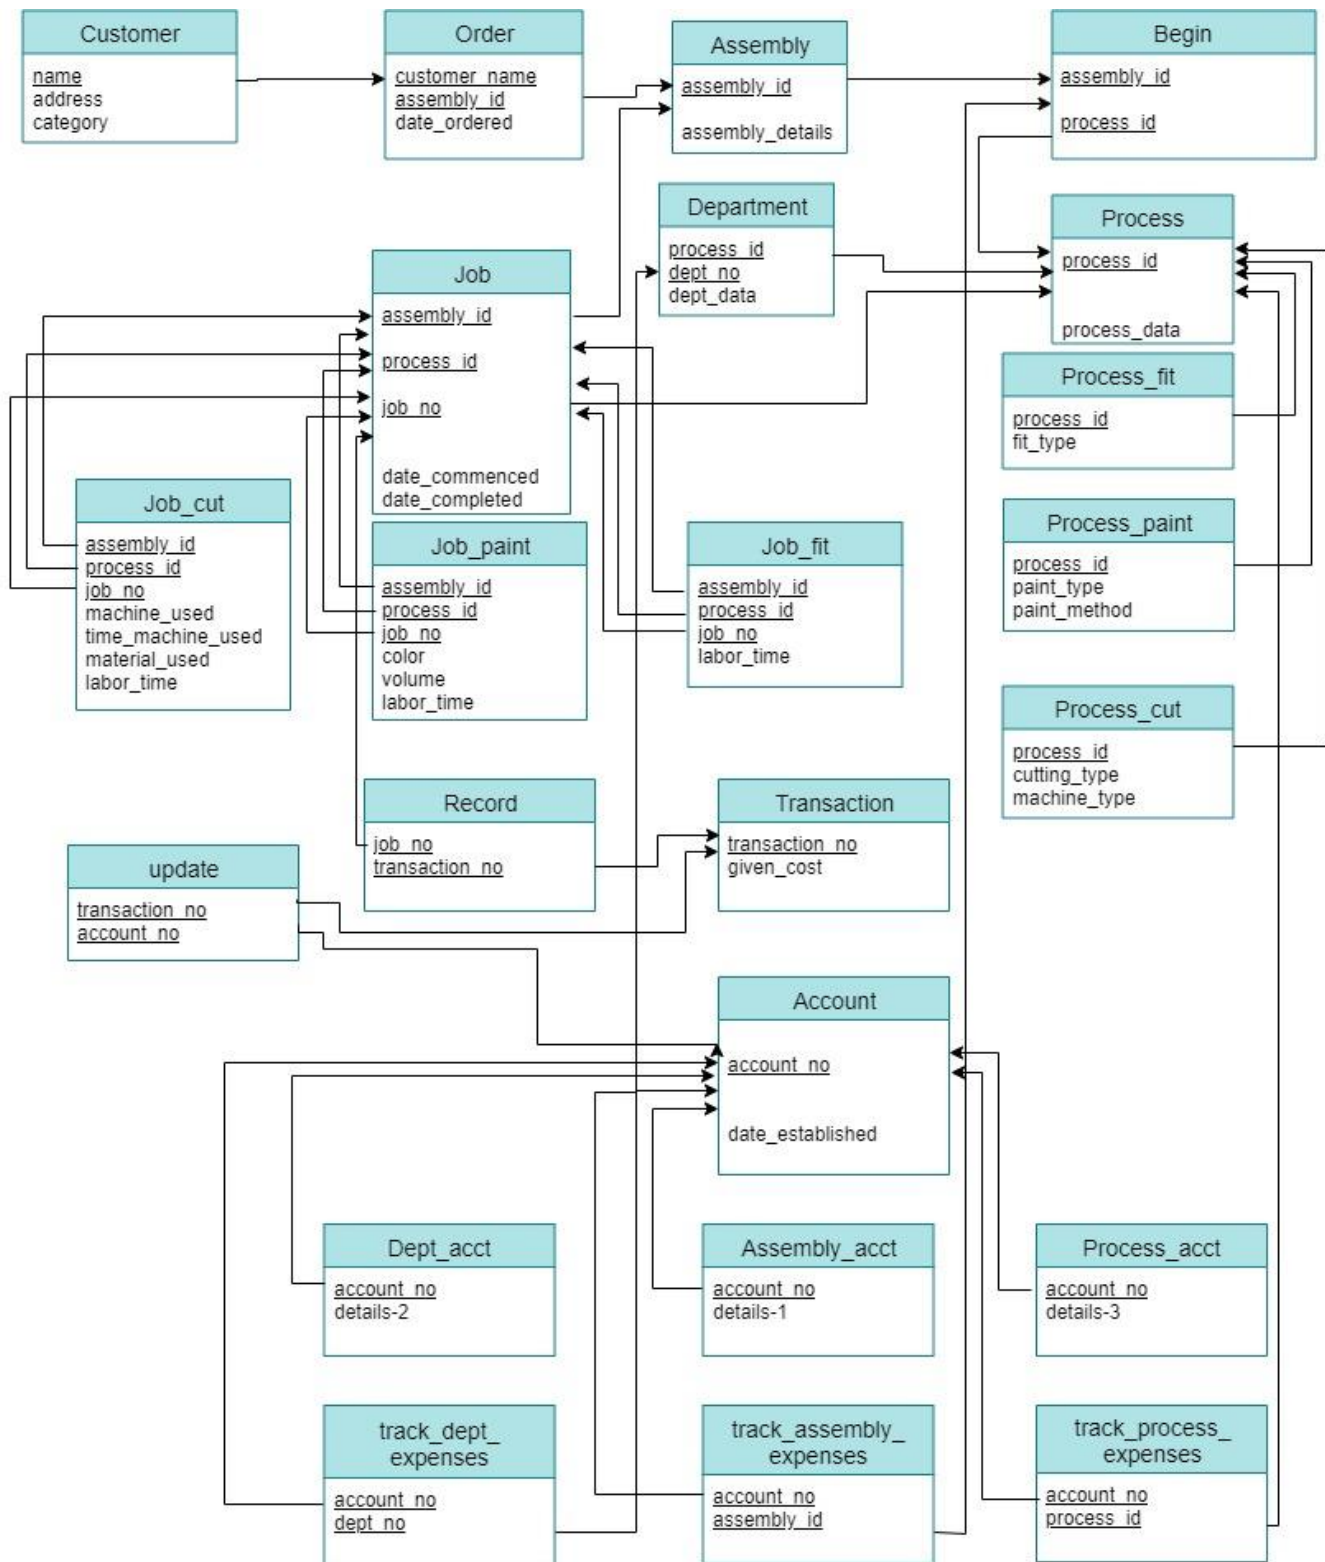 Customer
name
address
category
Order
customer_name
assembly_id
date_ordered
Assembly
assembly_id
assembly_details
Begin
assembly_id
process_id
Department
process_id
dept_no
dept_data
Process
process_id
process_data
Job
assembly_id
process_id
job_no
date_commenced
date_completed
Process_fit
process_id
fit_type
Job_cut
assembly_id
process_id
job_no
machine_used
time_machine_used
material_used
labor_time
Job_paint
assembly_id
process_id
job_no
color
volume
labor_time
Job_fit
assembly_id
process_id
job_no
labor_time
Process_paint
process_id
paint_type
paint_method
Process_cut
process_id
cutting_type
machine_type
Record
job_no
transaction_no
Transaction
transaction_no
given_cost
update
transaction_no
account_no
Account
account_no
date_established
Dept_acct
account_no
details-2
Assembly_acct
account_no
details-1
Process_acct
account_no
details-3
track_dept_
expenses
account_no
dept_no
track_assembly_
expenses
account_no
assembly_id
track_process_
expenses
account_no
process_id